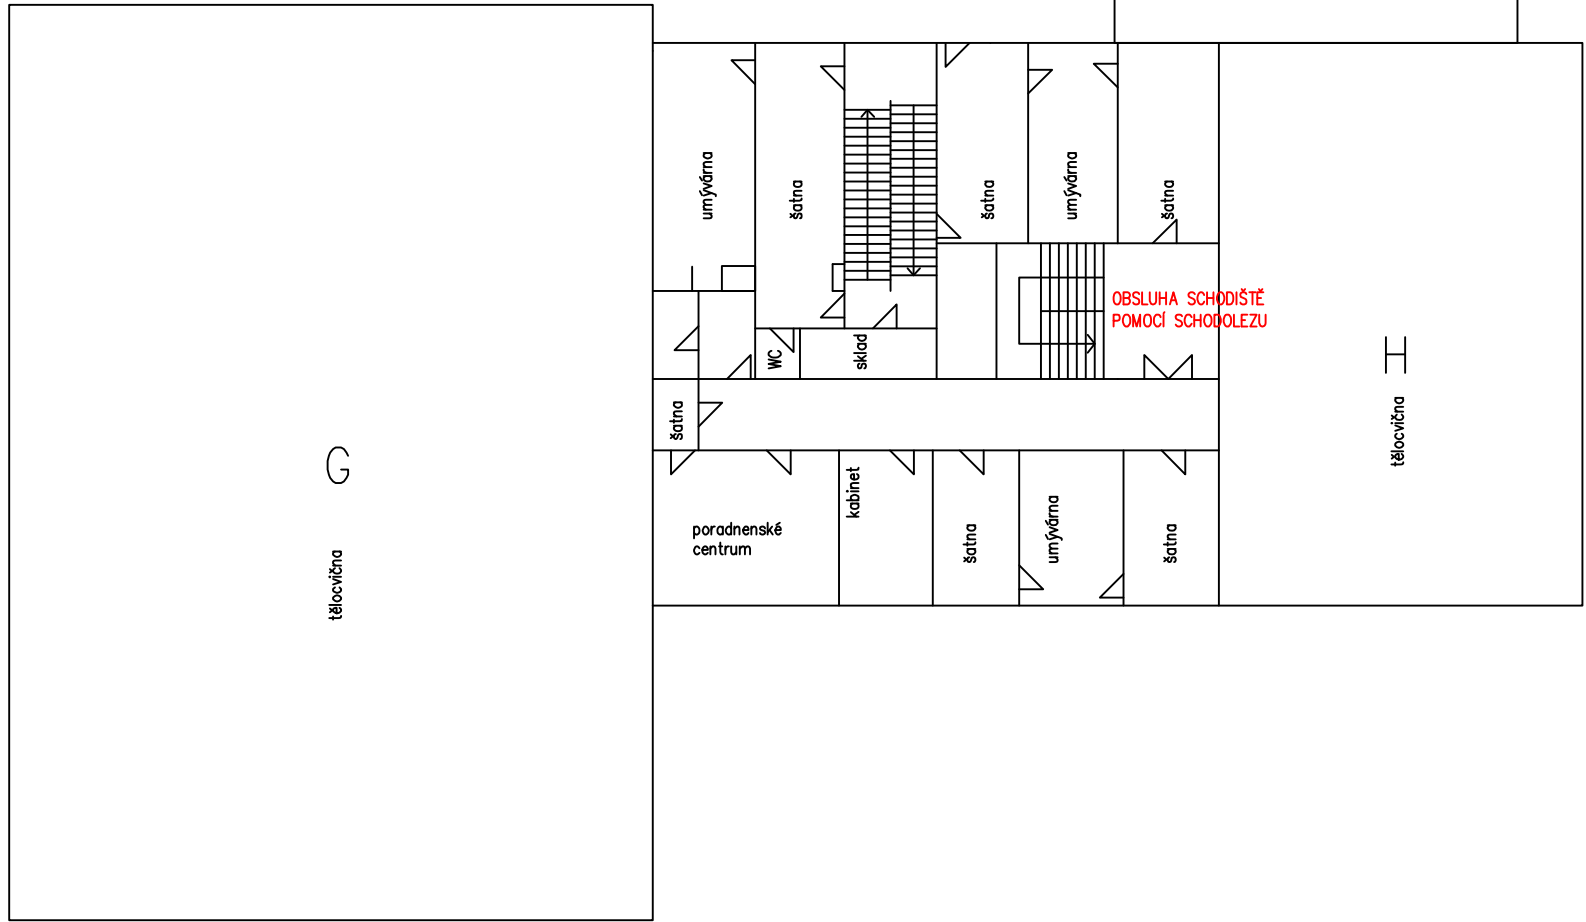 umývárna
šatna
šatna
umývárna
šatna
OBSLUHA SCHODIŠTĚ
POMOCÍ SCHODOLEZU
WC
sklad
H
tělocvična
šatna
G
tělocvična
poradnenské
centrum
kabinet
šatna
umývárna
šatna